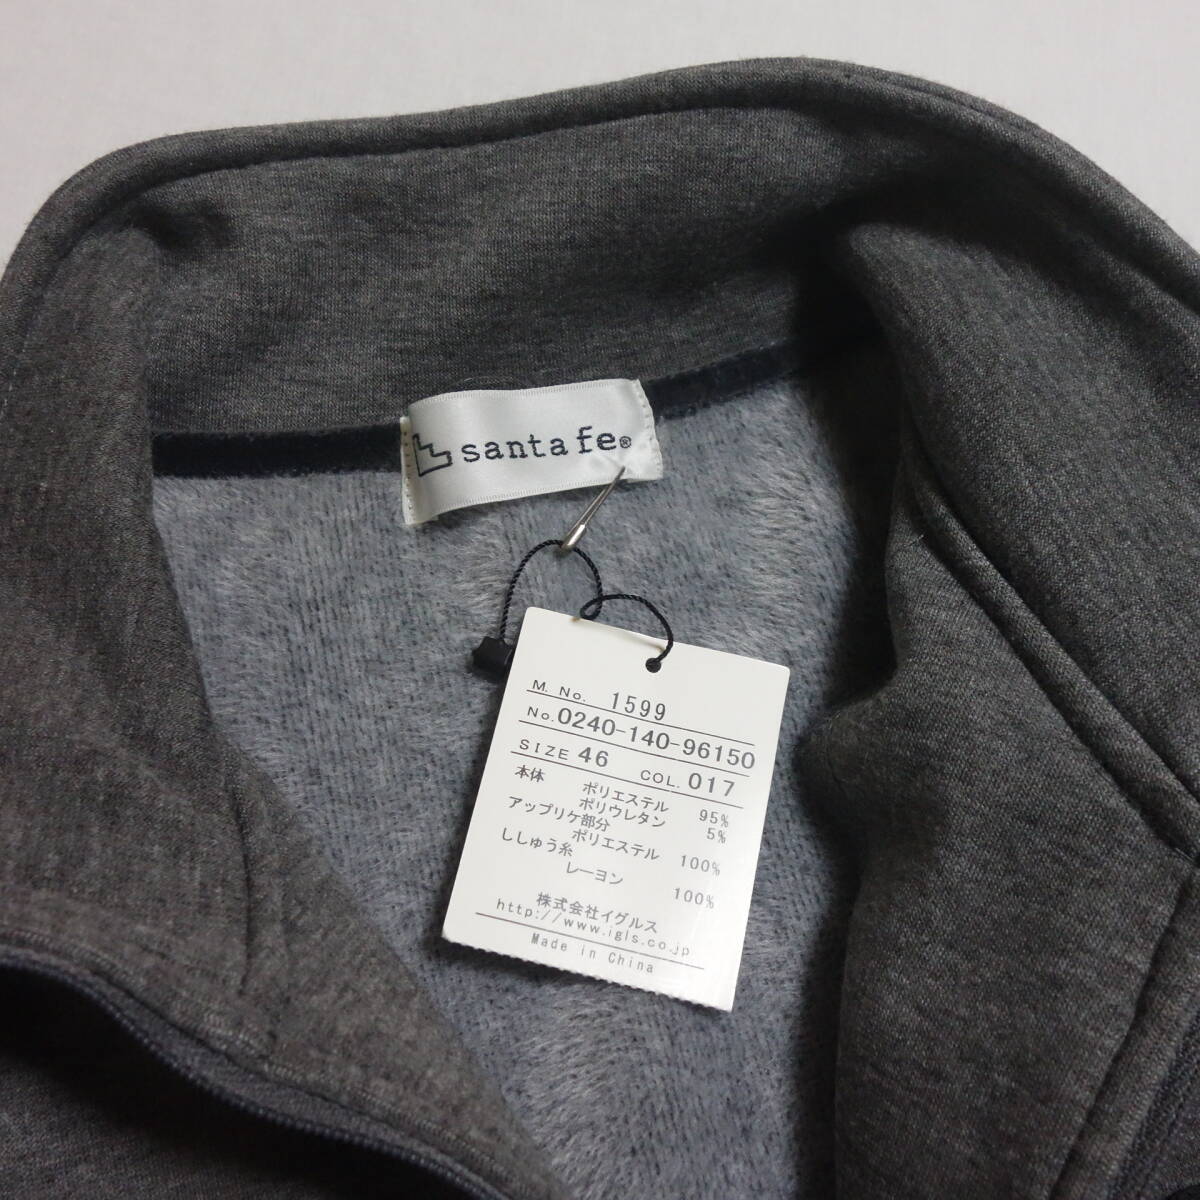 santa fe®
M. No. 1599
No. 0240-140-96150
SIZE 46 COL. 017
本体 ポリエステル 95%
ポリウレタン 5%
アップリケ部分
ポリエステル 100%
ししゅう糸
レーヨン 100%
株式会社イグルス
http://www.igls.co.jp
Made in China